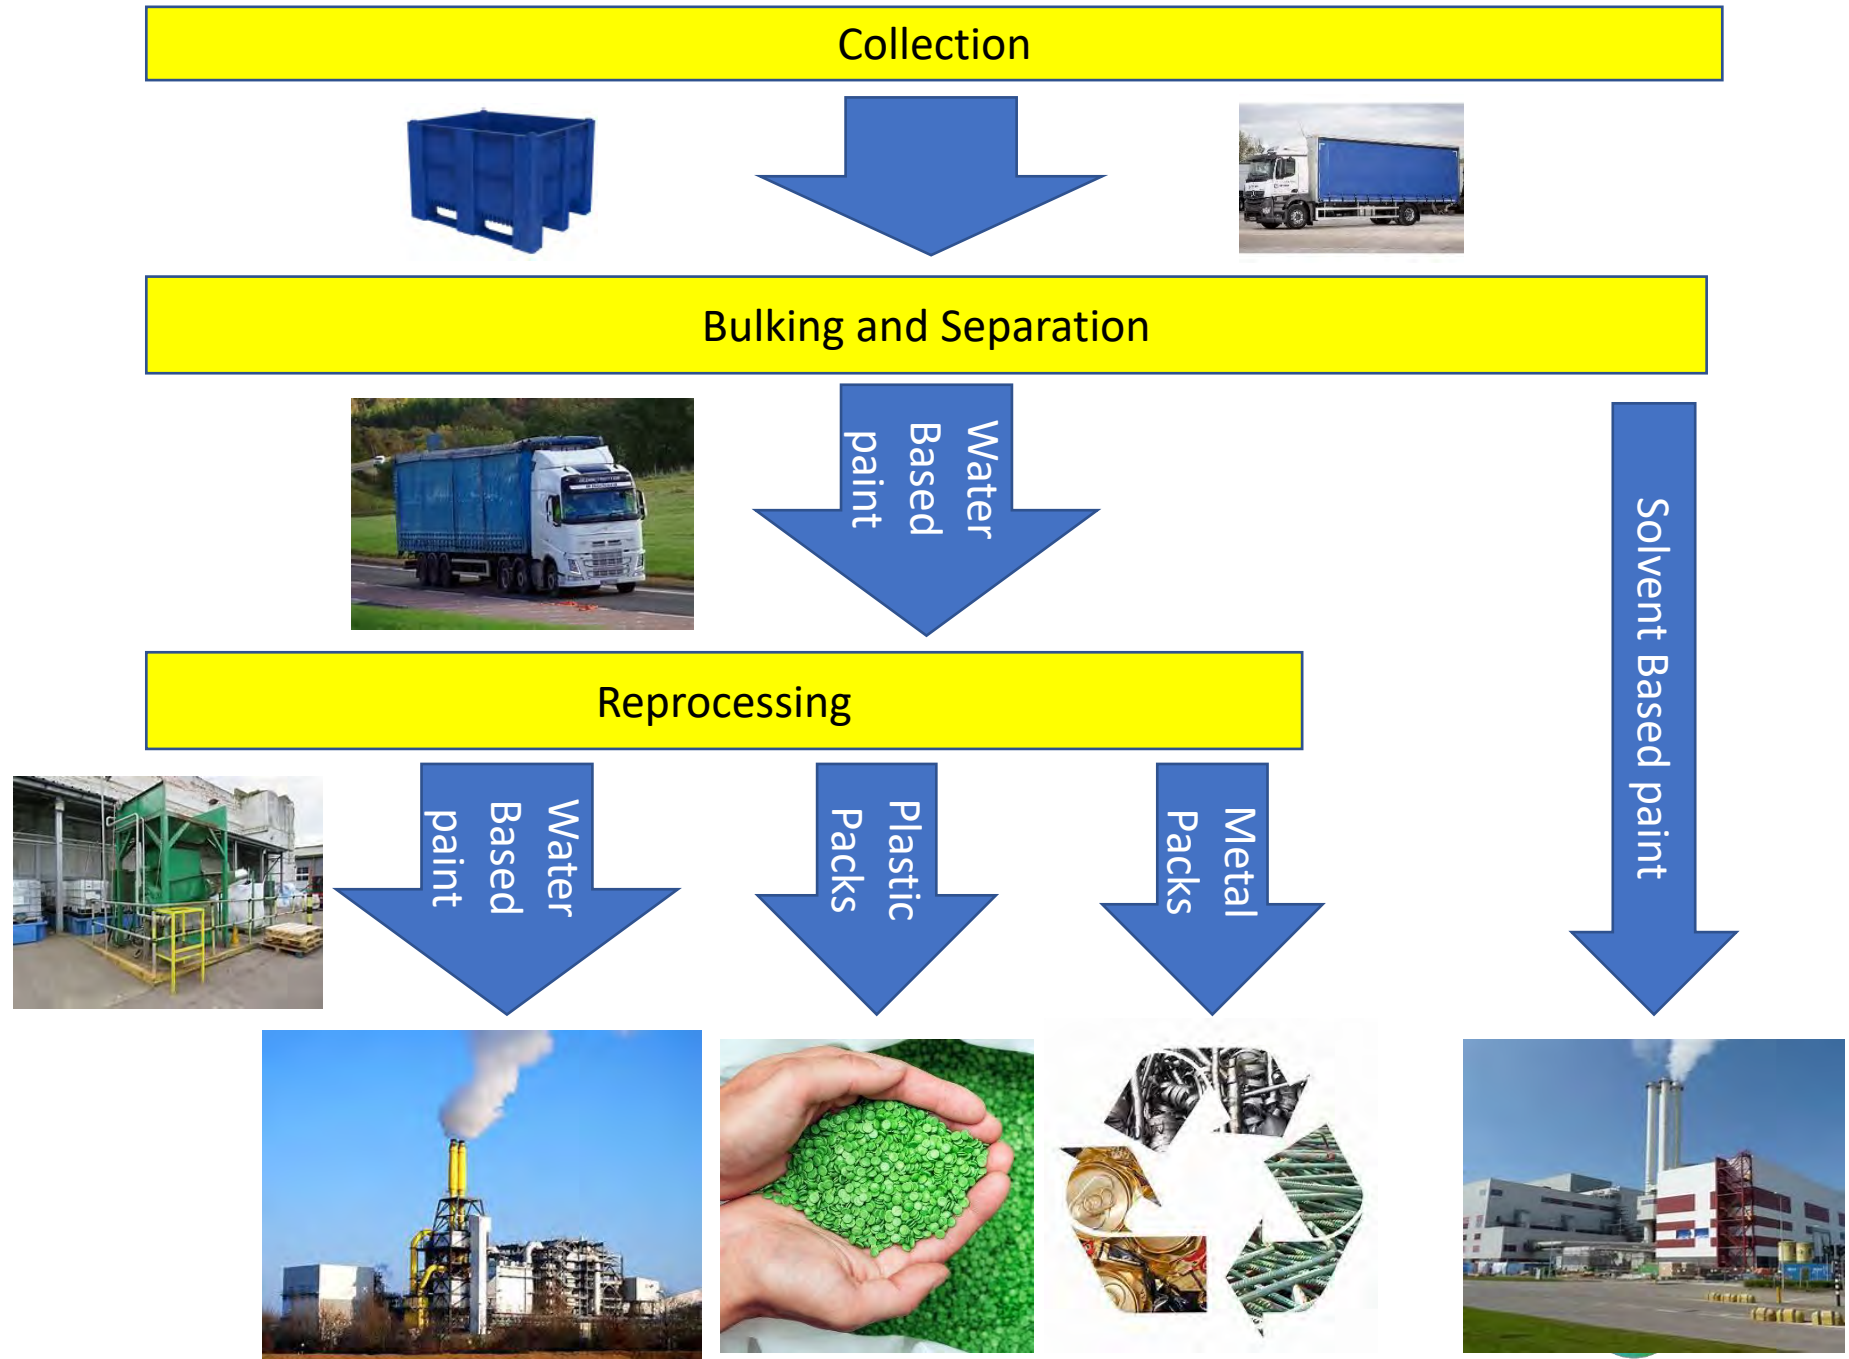 Collection
Bulking and Separation
Water
Based
paint
Solvent Based paint
Reprocessing
Water
Based
paint
Plastic
Packs
Metal
Packs